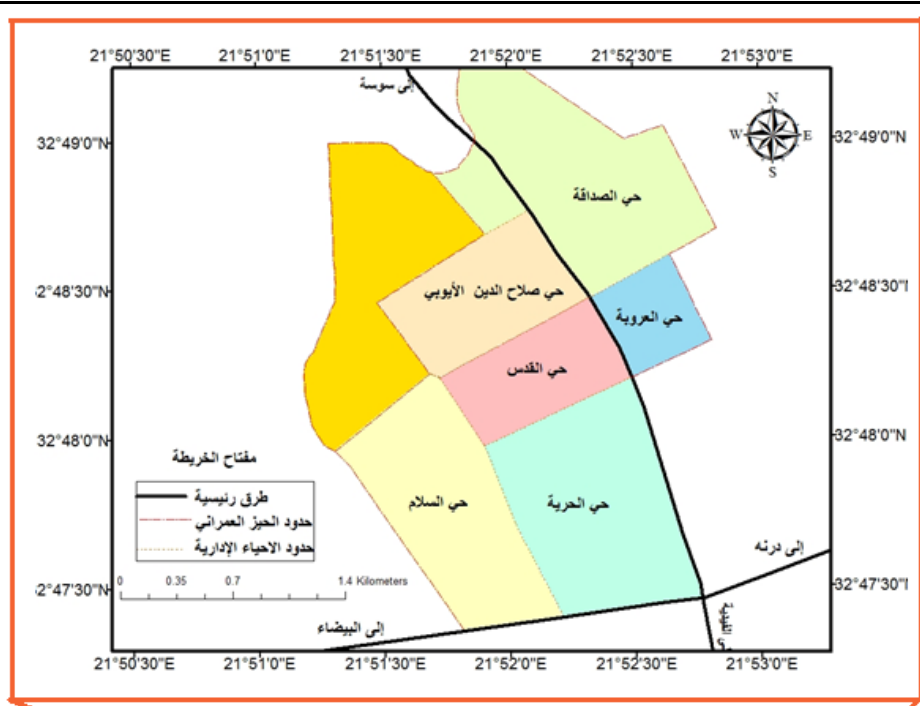 21°50'30"E 21°51'0"E 21°51'30"E 21°52'0"E 21°52'30"E 21°53'0"E
إلى سوسة
N
W E
S
32°49'0"N 32°49'0"N
حي الصداقة
2°48'30"N 32°48'30"
حي صلاح الدين الأيوبي
حي العروبة
حي القدس
32°48'0"N 32°48'0"N
مفتاح الخريطة
طرق رئيسية
حدود الحيز العمراني
حدود الاحياء الإدارية
حي السلام
حي الحرية
إلى درنه
0 0.35 0.7 1.4 Kilometers
2°47'30"N 32°47'30"N
إلى البيضاء
الفيدية
21°50'30"E 21°51'0"E 21°51'30"E 21°52'0"E 21°52'30"E 21°53'0"E